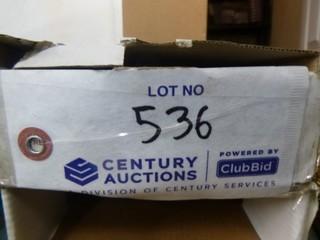 LOT NO
536
CENTURY
AUCTIONS
POWERED BY
ClubBid
A DIVISION OF CENTURY SERVICES